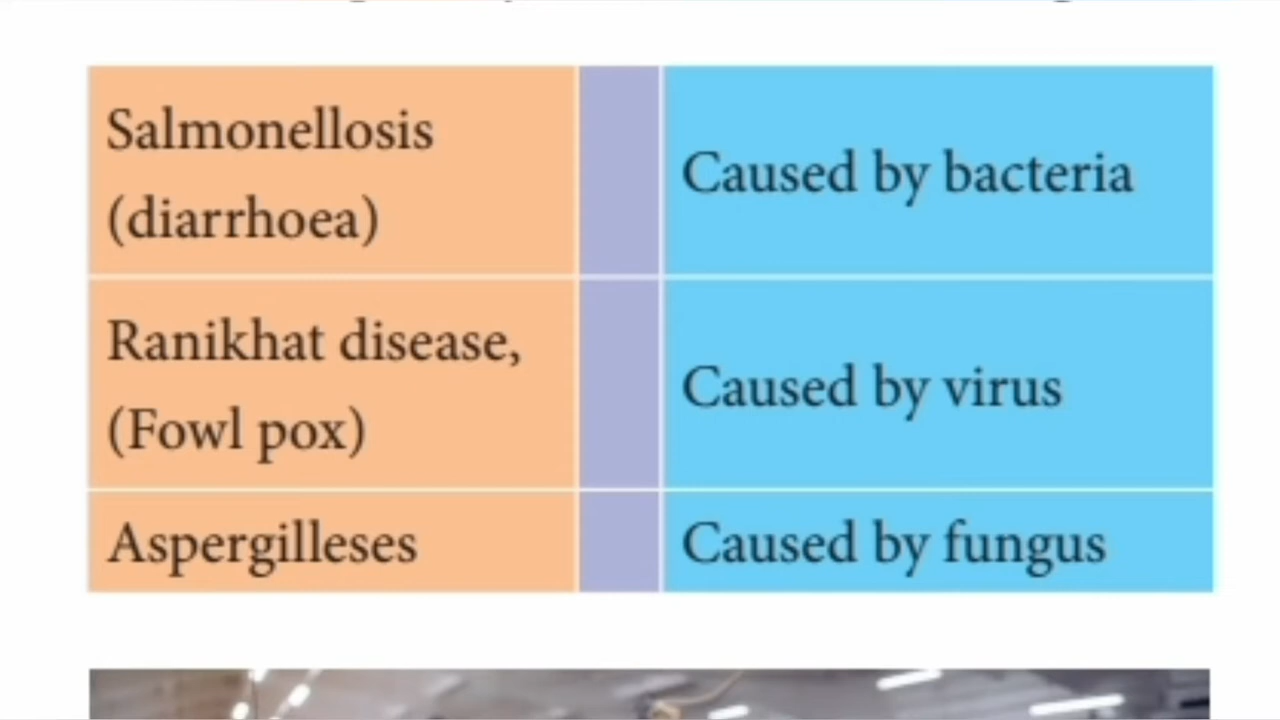 Salmonellosis
(diarrhoea)
Caused by bacteria
Ranikhat disease,
(Fowl pox)
Caused by virus
Aspergilleses
Caused by fungus